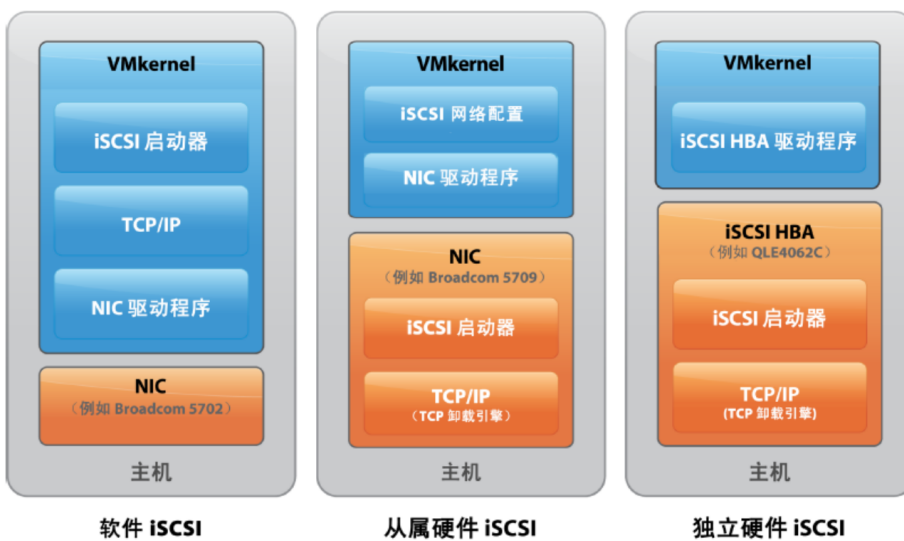 VMkernel
iSCSI 启动器
TCP/IP
NIC 驱动程序
NIC
（例如 Broadcom 5702）
主机
软件 iSCSI
VMkernel
iSCSI 网络配置
NIC 驱动程序
NIC
（例如 Broadcom 5709）
iSCSI 启动器
TCP/IP
（TCP 卸载引擎）
主机
从属硬件 iSCSI
VMkernel
iSCSI HBA 驱动程序
iSCSI HBA
（例如 QLE4062C）
iSCSI 启动器
TCP/IP
(TCP 卸载引擎)
主机
独立硬件 iSCSI